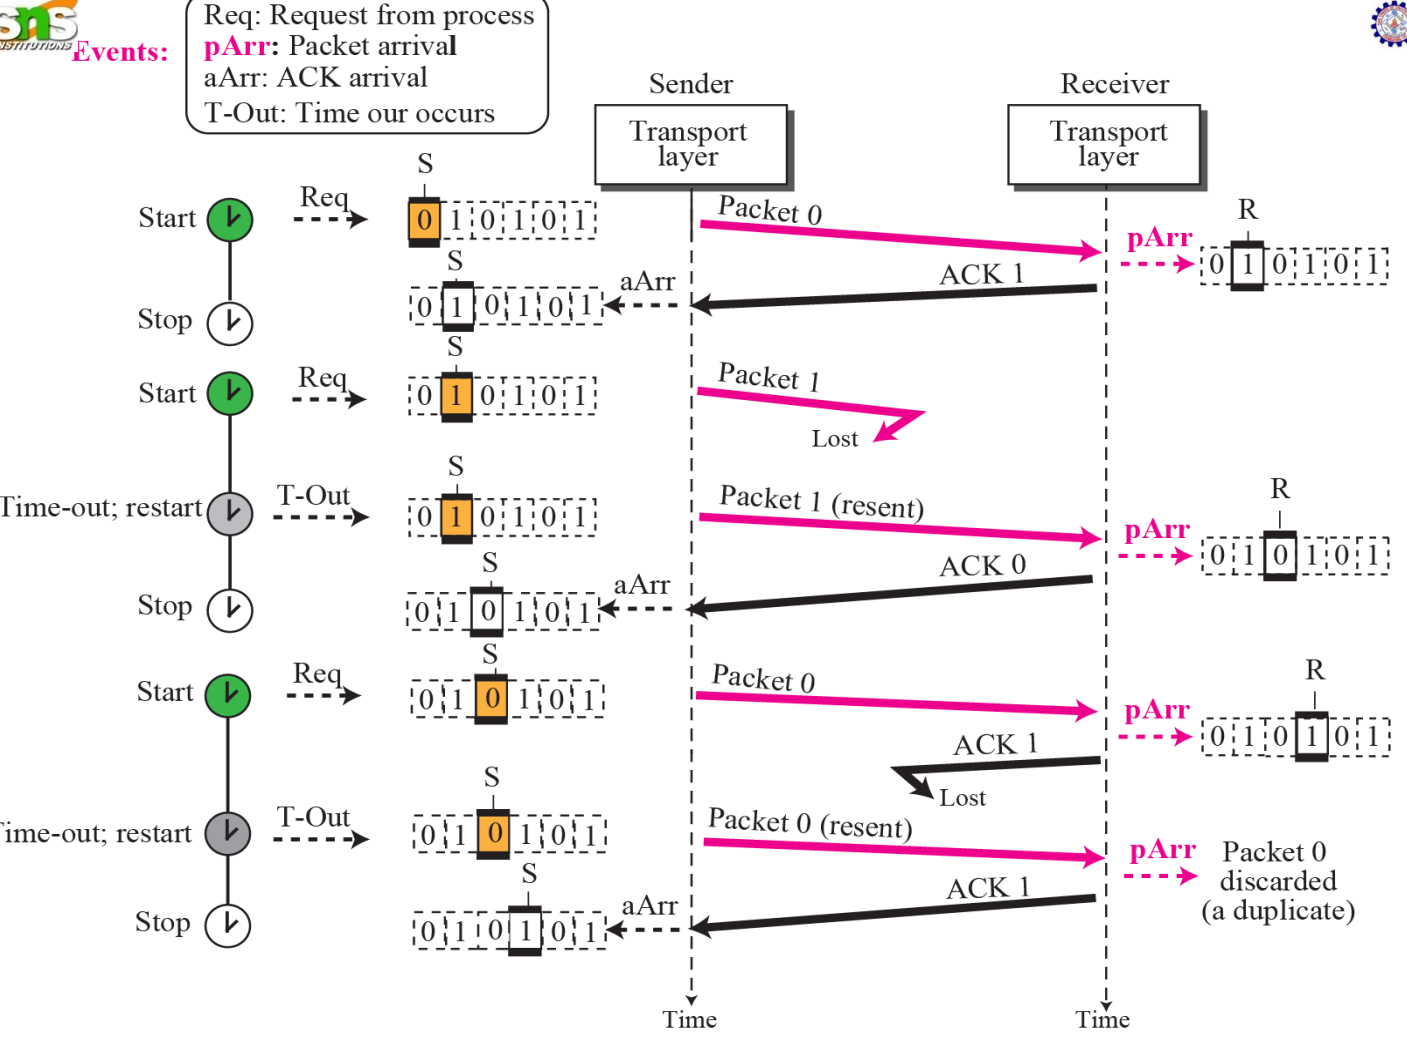 sns
INSTITUTIONS
Events:
Req: Request from process
pArr: Packet arrival
aArr: ACK arrival
T-Out: Time our occurs
Sender
Receiver
Transport
layer
Transport
layer
S
Start
Req
0 1 0 1 0 1
Packet 0
pArr
R
0 1 0 1 0 1
S
Stop
0 1 0 1 0 1
aArr
ACK 1
S
Start
Req
0 1 0 1 0 1
Packet 1
Lost
S
Time-out; restart
T-Out
0 1 0 1 0 1
Packet 1 (resent)
pArr
R
0 1 0 1 0 1
S
Stop
0 1 0 1 0 1
aArr
ACK 0
S
Start
Req
0 1 0 1 0 1
Packet 0
pArr
R
0 1 0 1 0 1
ACK 1
Lost
S
Time-out; restart
T-Out
0 1 0 1 0 1
Packet 0 (resent)
pArr
Packet 0
discarded
(a duplicate)
S
Stop
0 1 0 1 0 1
aArr
ACK 1
Time
Time